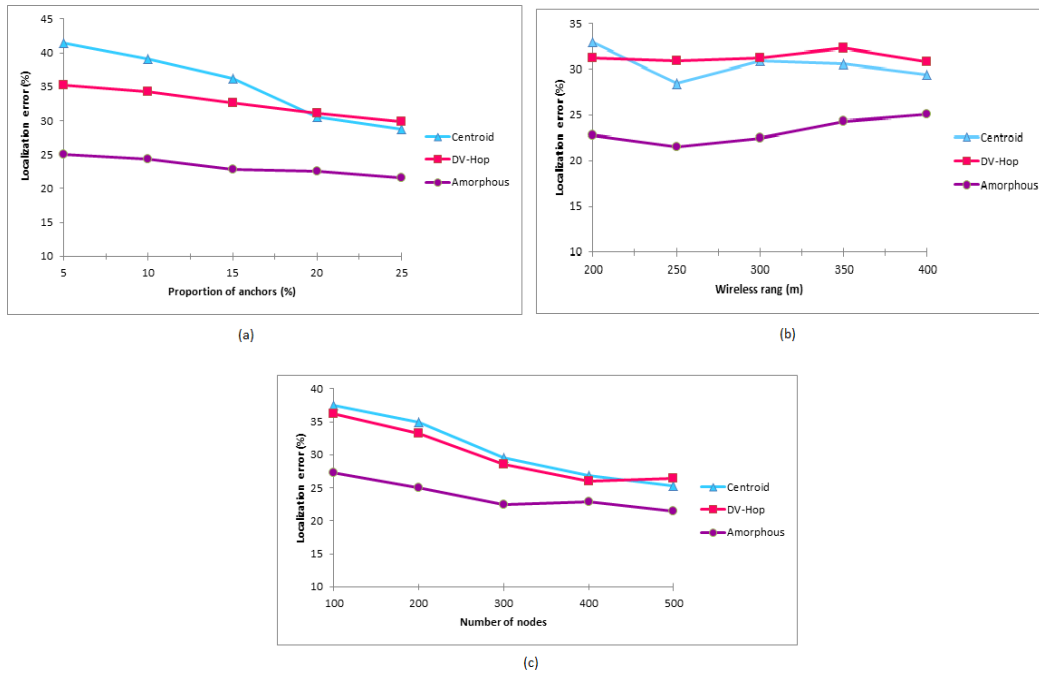 Localization error (%)
45
40
35
30
25
20
15
10
5
10
15
20
25
Proportion of anchors (%)
Centroid
DV-Hop
Amorphous
(a)
Localization error (%)
35
30
25
20
15
10
200
250
300
350
400
Wireless rang (m)
Centroid
DV-Hop
Amorphous
(b)
Localization error (%)
40
35
30
25
20
15
10
100
200
300
400
500
Number of nodes
Centroid
DV-Hop
Amorphous
(c)